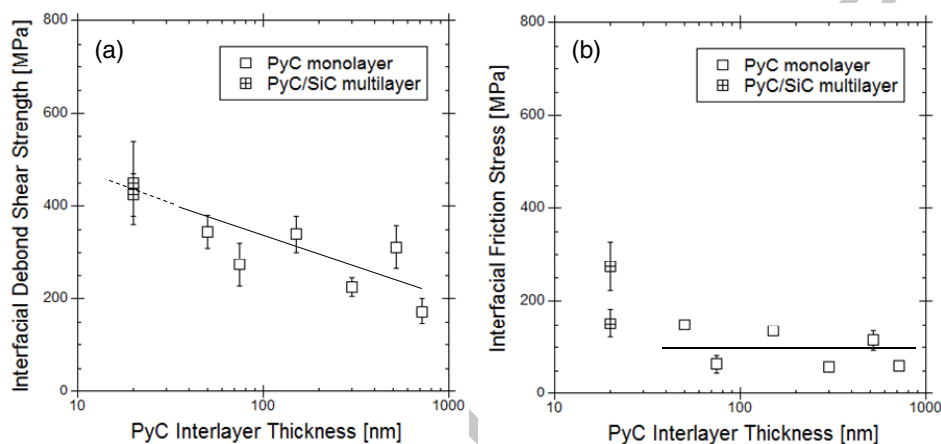 (a)
PyC monolayer
PyC/SiC multilayer
Interfacial Debond Shear Strength [MPa]
800
600
400
200
0
10
100
1000
PyC Interlayer Thickness [nm]
(b)
PyC monolayer
PyC/SiC multilayer
Interfacial Friction Stress [MPa]
800
600
400
200
0
10
100
1000
PyC Interlayer Thickness [nm]